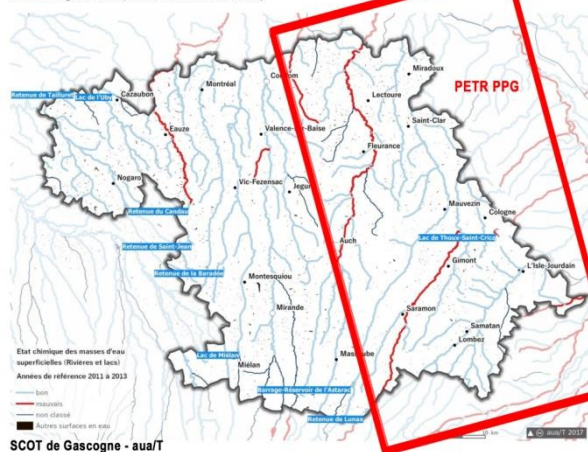 Cazaubon
Retenue de Taillure
Lac de l'Uby
Montréal
Condom
Miradoux
PETR PPG
Lectoure
Eauze
Valence-sur-Baïse
Saint-Clar
Fleurance
Nogaro
Vic-Fezensac
Jegun
Retenue du Candau
Mauvezin
Cologne
Auch
Lac de Thoux-Saint-Cricq
Retenue de Saint-Jean
Gimont
L'Isle-Jourdain
Retenue de la Baradée
Montesquiou
Mirande
Saramon
Samatan
Lombez
Lac de Miélan
Miélan
Masseube
Barrage-Réservoir de l'Astarac
Retenue de Lunax
Etat chimique des masses d'eau
superficielles (Rivières et lacs)
Années de référence 2011 à 2013
bon
mauvais
non classé
Autres surfaces en eau
10 km
aua/T 2017
SCOT de Gascogne - aua/T